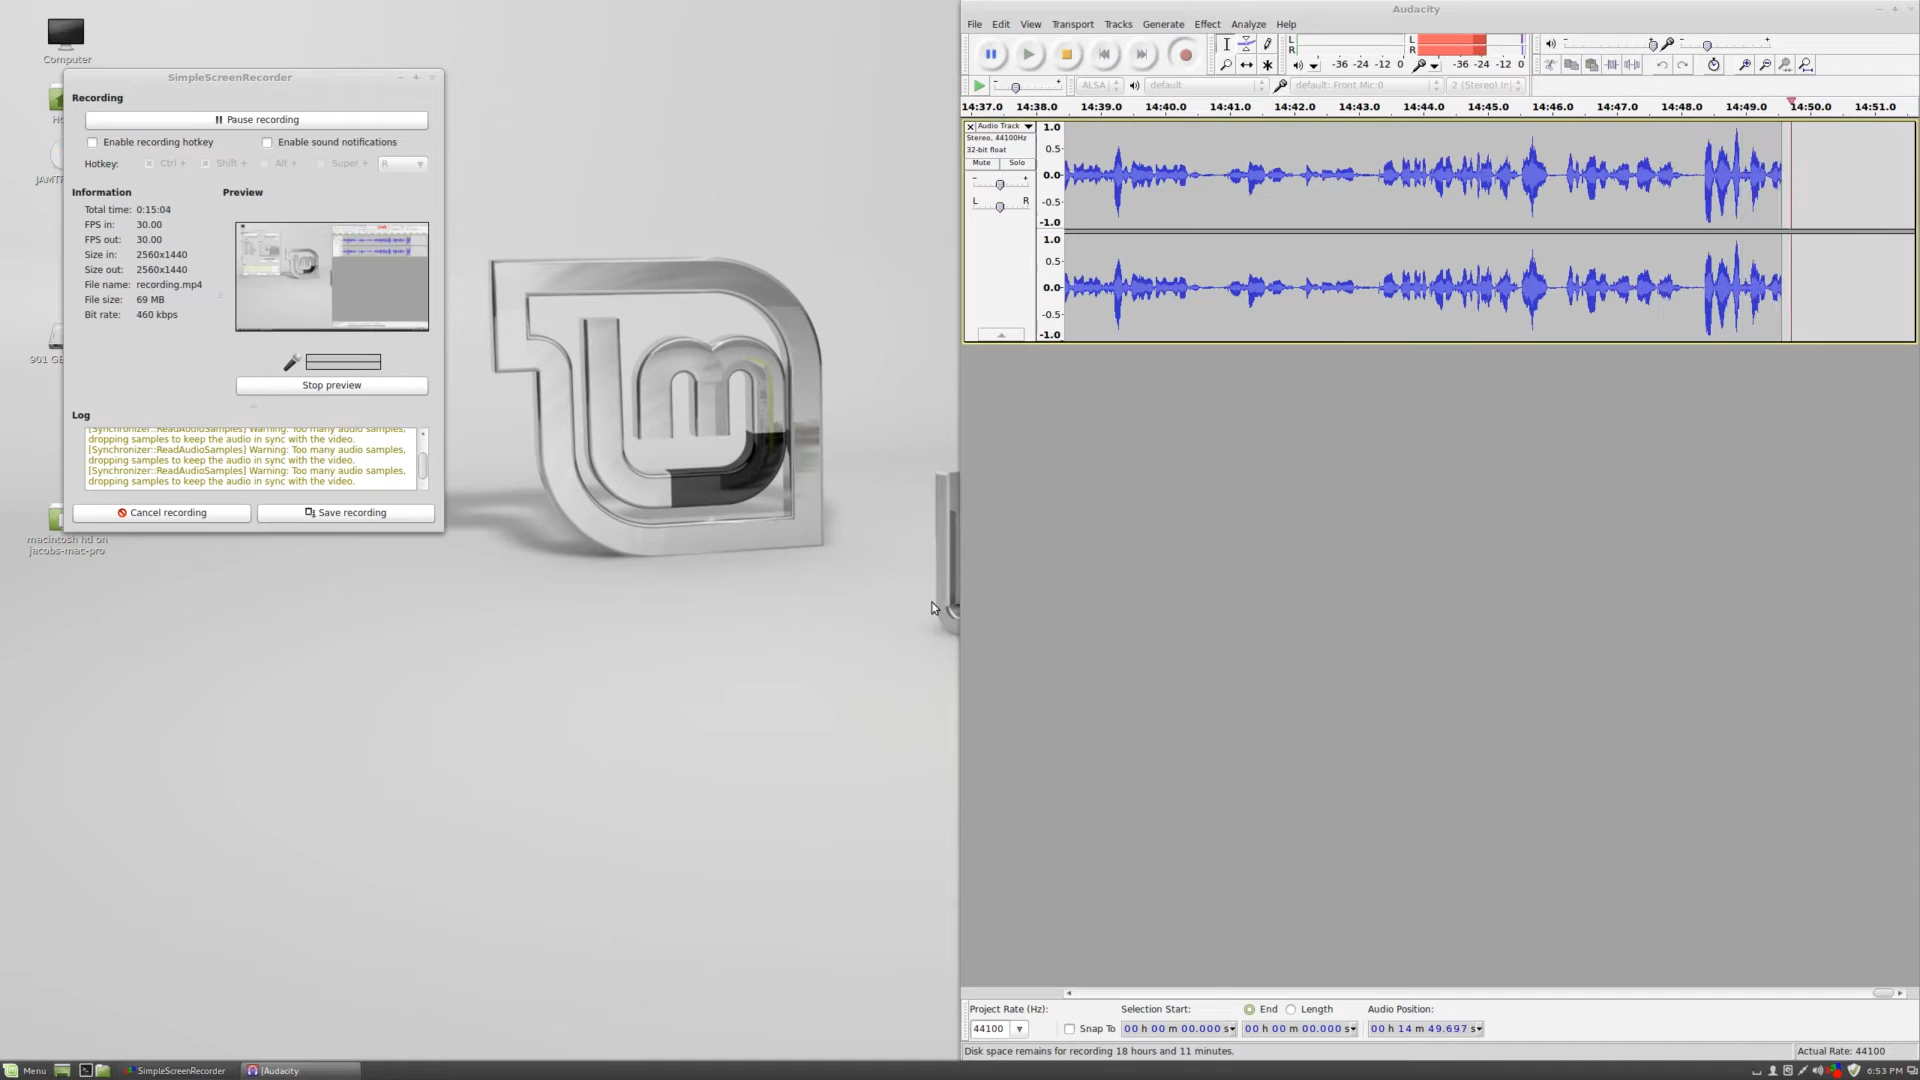 Computer
Ho
JAMTR
901 GB
macintosh hd on
jacobs-mac-pro
SimpleScreenRecorder
Recording
Pause recording
Enable recording hotkey
Enable sound notifications
Hotkey: Ctrl + Shift + Alt + Super + R
Information
Preview
Total time: 0:15:04
FPS in: 30.00
FPS out: 30.00
Size in: 2560x1440
Size out: 2560x1440
File name: recording.mp4
File size: 69 MB
Bit rate: 460 kbps
Stop preview
Log
[Synchronizer::ReadAudioSamples] Warning: Too many audio samples,
dropping samples to keep the audio in sync with the video.
[Synchronizer::ReadAudioSamples] Warning: Too many audio samples,
dropping samples to keep the audio in sync with the video.
[Synchronizer::ReadAudioSamples] Warning: Too many audio samples,
dropping samples to keep the audio in sync with the video.
Cancel recording
Save recording
Audacity
File Edit View Transport Tracks Generate Effect Analyze Help
L
R
L
R
-36 -24 -12 0
-36 -24 -12 0
ALSA
default
default: Front Mic:0
2 (Stereo) In
14:37.0 14:38.0 14:39.0 14:40.0 14:41.0 14:42.0 14:43.0 14:44.0 14:45.0 14:46.0 14:47.0 14:48.0 14:49.0 14:50.0 14:51.0
Audio Track
Stereo, 44100Hz
32-bit float
Mute Solo
- +
L R
1.0
0.5
0.0
-0.5
-1.0
1.0
0.5
0.0
-0.5
-1.0
Project Rate (Hz):
Selection Start:
End
Length
Audio Position:
44100
Snap To
00 h 00 m 00.000 s
00 h 00 m 00.000 s
00 h 14 m 49.697 s
Disk space remains for recording 18 hours and 11 minutes.
Actual Rate: 44100
Menu
SimpleScreenRecorder
Audacity
6:53 PM